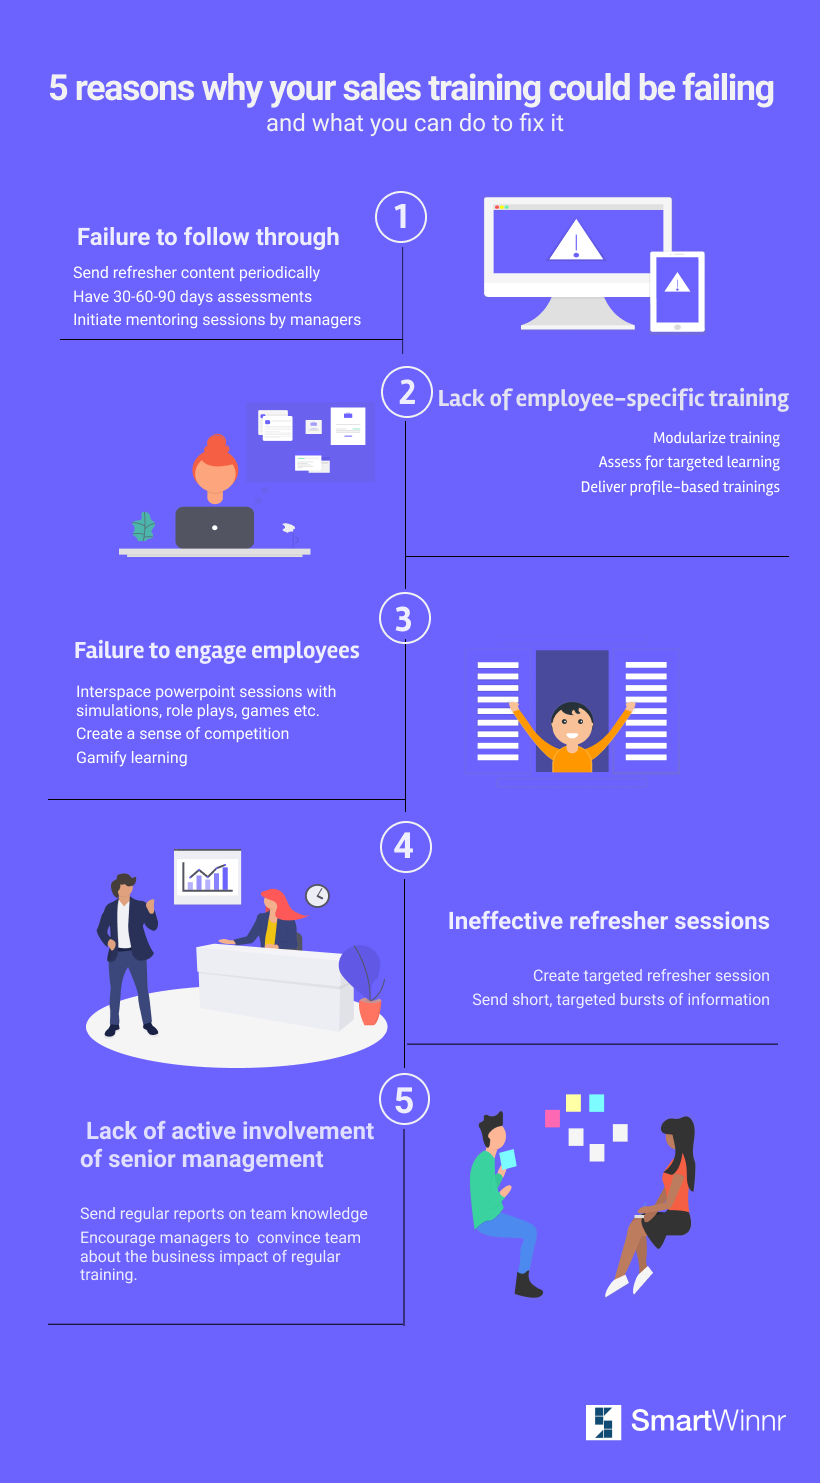 5 reasons why your sales training could be failing
and what you can do to fix it
1
Failure to follow through
Send refresher content periodically
Have 30-60-90 days assessments
Initiate mentoring sessions by managers
2
Lack of employee-specific training
Modularize training
Assess for targeted learning
Deliver profile-based trainings
3
Failure to engage employees
Interspace powerpoint sessions with
simulations, role plays, games etc.
Create a sense of competition
Gamify learning
4
Ineffective refresher sessions
Create targeted refresher session
Send short, targeted bursts of information
5
Lack of active involvement
of senior management
Send regular reports on team knowledge
Encourage managers to  convince team
about the business impact of regular
training.
SmartWinnr